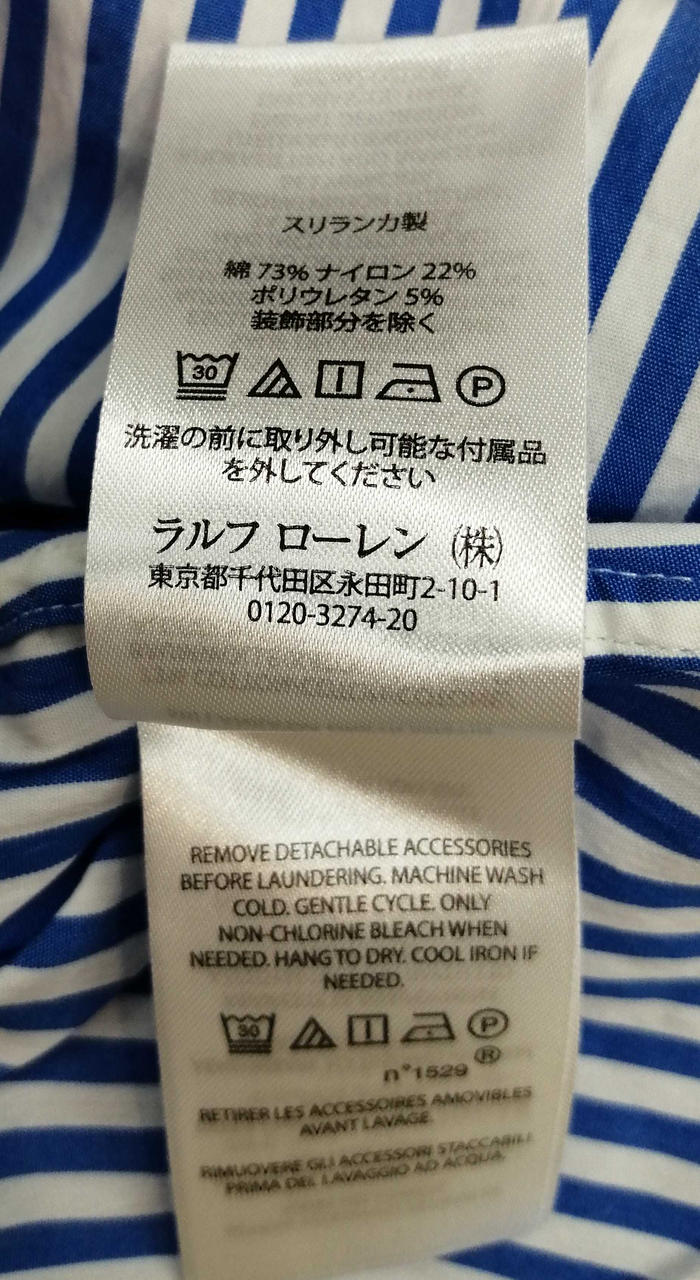 スリランカ製
綿 73% ナイロン 22%
ポリウレタン 5%
装飾部分を除く
30 P
洗濯の前に取り外し可能な付属品
を外してください
ラルフ ローレン (株)
東京都千代田区永田町2-10-1
0120-3274-20
REMOVE DETACHABLE ACCESSORIES
BEFORE LAUNDERING. MACHINE WASH
COLD. GENTLE CYCLE. ONLY
NON-CHLORINE BLEACH WHEN
NEEDED. HANG TO DRY. COOL IRON IF
NEEDED.
30 P
®
n°1529
RETIRER LES ACCESSOIRES AMOVIBLES
AVANT LAVAGE.
RIMUOVERE GLI ACCESSORI STACCABILI
PRIMA DEL LAVAGGIO AD ACQUA.